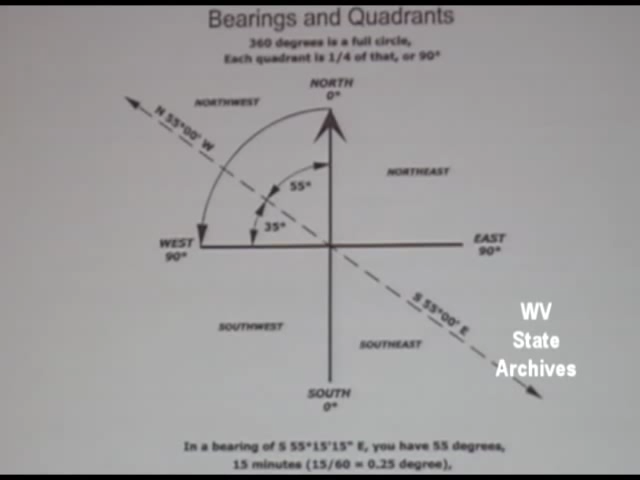 Bearings and Quadrants
360 degrees is a full circle,
Each quadrant is 1/4 of that, or 90°
NORTH
0°
NORTHWEST
N 55°00' W
NORTHEAST
55°
35°
WEST
90°
EAST
90°
S 55°00' E
WV
State
Archives
SOUTHWEST
SOUTHEAST
SOUTH
0°
In a bearing of S 55°15'15" E, you have 55 degrees,
15 minutes (15/60 = 0.25 degree),